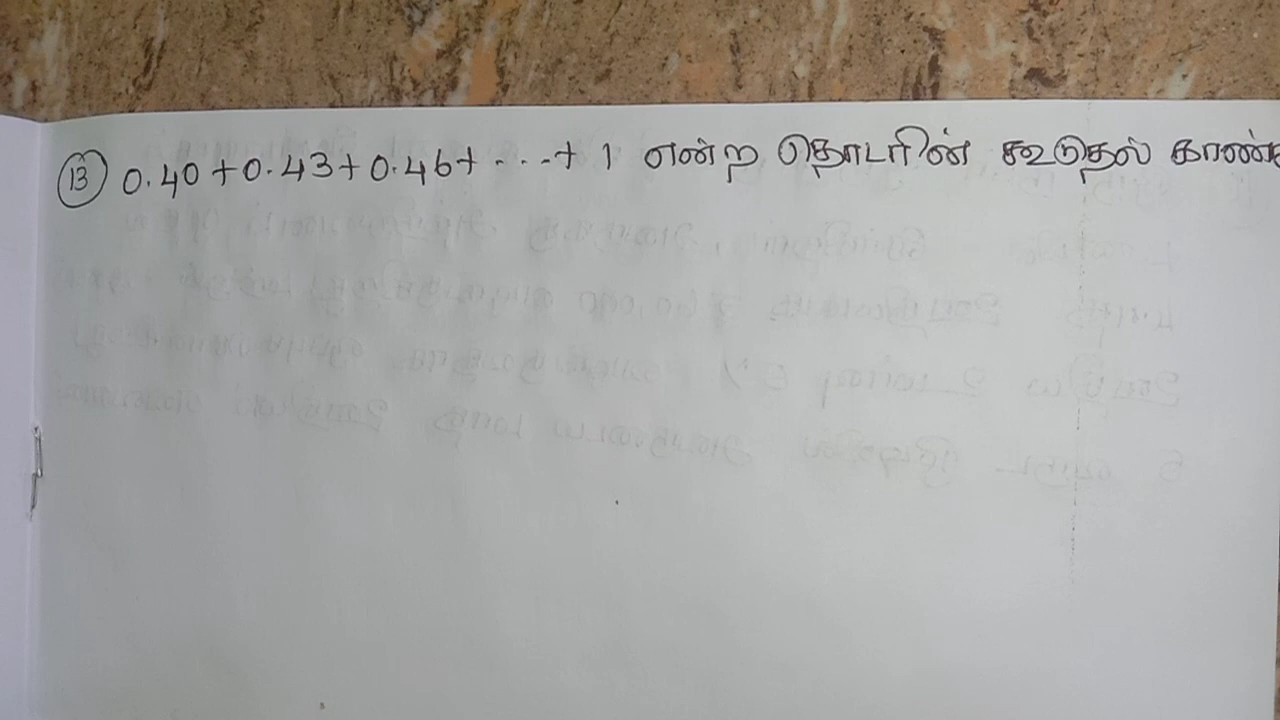 13 0.40 + 0.43 + 0.46 + ... + 1 என்ற தொடரின் கூடுதல் காண்க